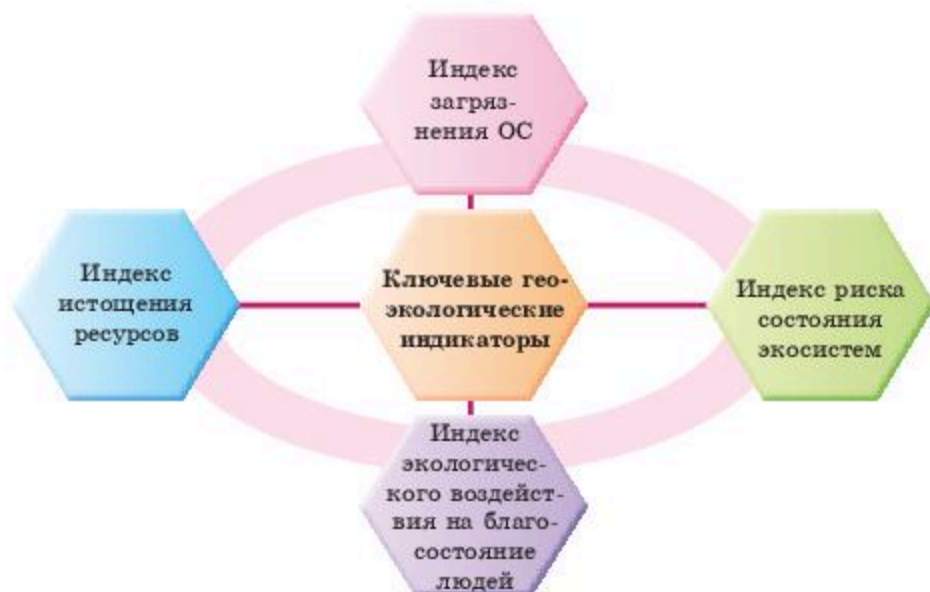 Индекс
загряз-
нения ОС
Индекс
истощения
ресурсов
Ключевые гео-
экологические
индикаторы
Индекс риска
состояния
экосистем
Индекс
экологичес-
кого воздейст-
вия на благо-
состояние
людей